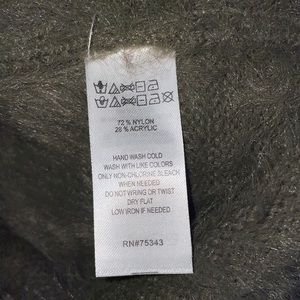 72 % NYLON
28 % ACRYLIC
HAND WASH COLD
WASH WITH LIKE COLORS
ONLY NON-CHLORINE BLEACH
WHEN NEEDED
DO NOT WRING OR TWIST
DRY FLAT
LOW IRON IF NEEDED
RN#75343